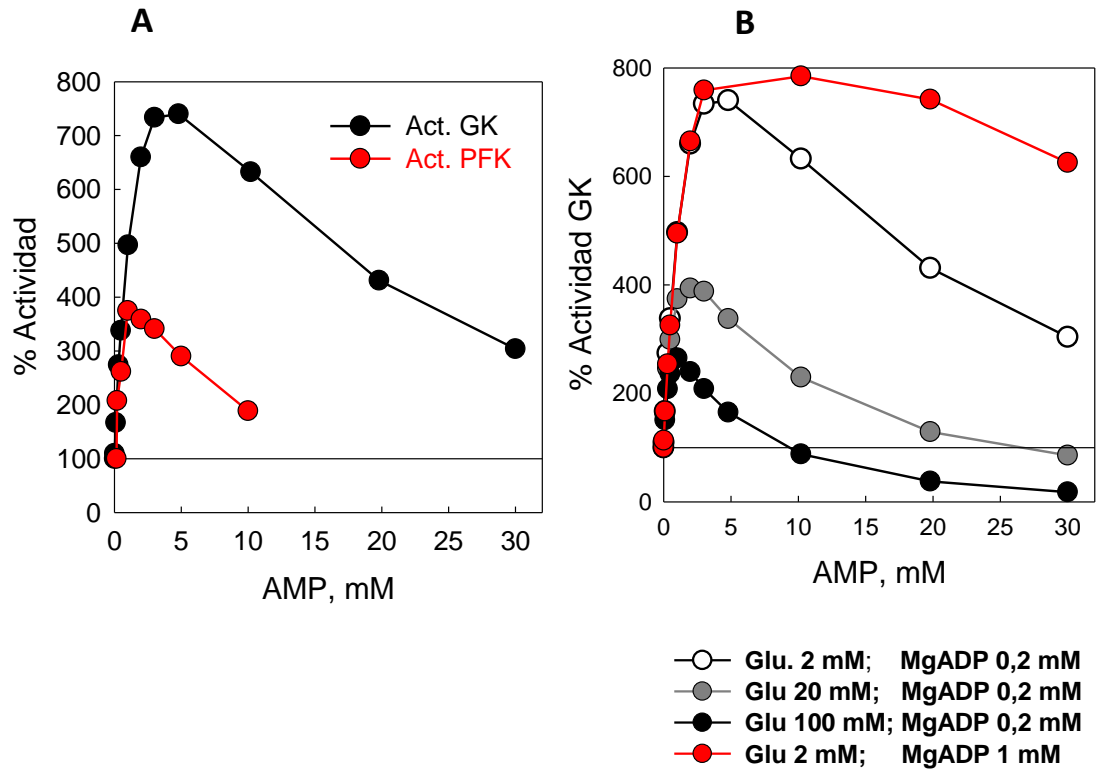 A
% Actividad
800
700
600
500
400
300
200
100
0
Act. GK
Act. PFK
0 5 10 15 20 25 30
AMP, mM
B
% Actividad GK
800
600
400
200
0
0 5 10 15 20 25 30
AMP, mM
Glu. 2 mM; MgADP 0,2 mM
Glu 20 mM; MgADP 0,2 mM
Glu 100 mM; MgADP 0,2 mM
Glu 2 mM; MgADP 1 mM